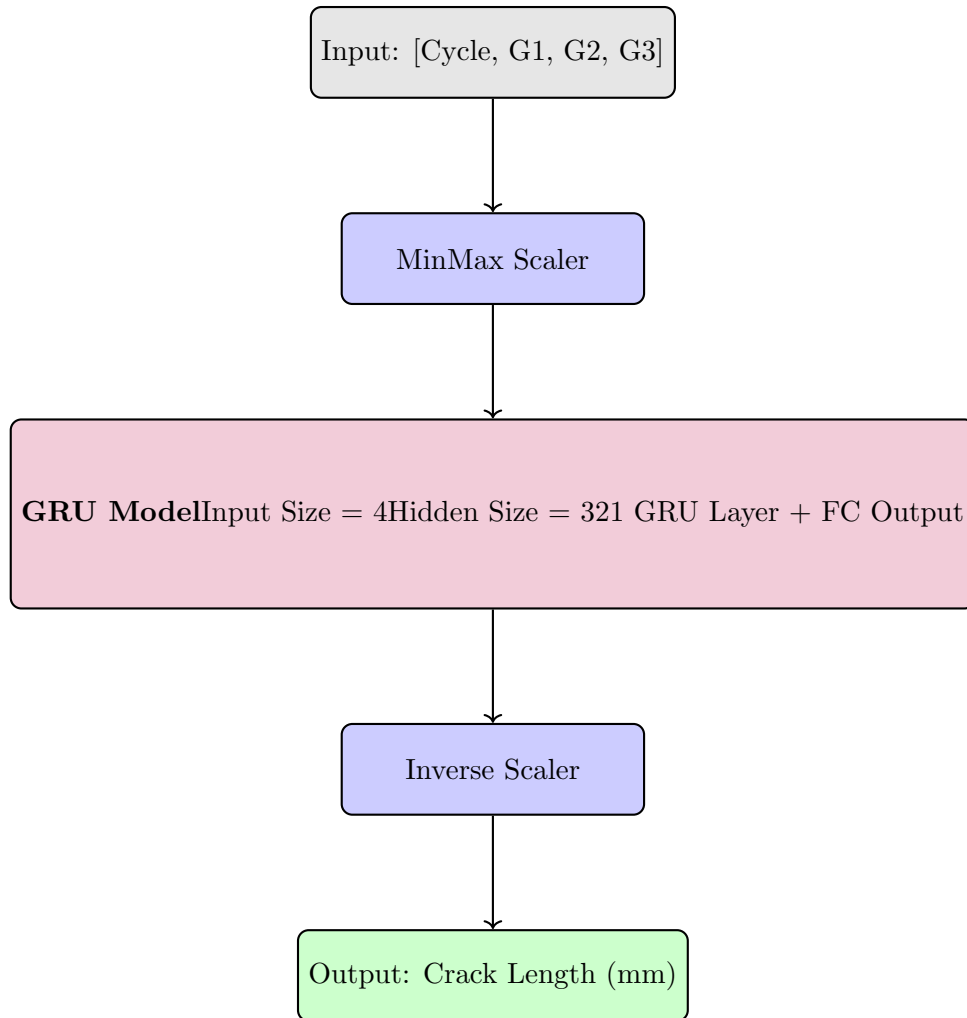 Input: [Cycle, G1, G2, G3]
MinMax Scaler
GRU ModelInput Size = 4Hidden Size = 321 GRU Layer + FC Output
Inverse Scaler
Output: Crack Length (mm)